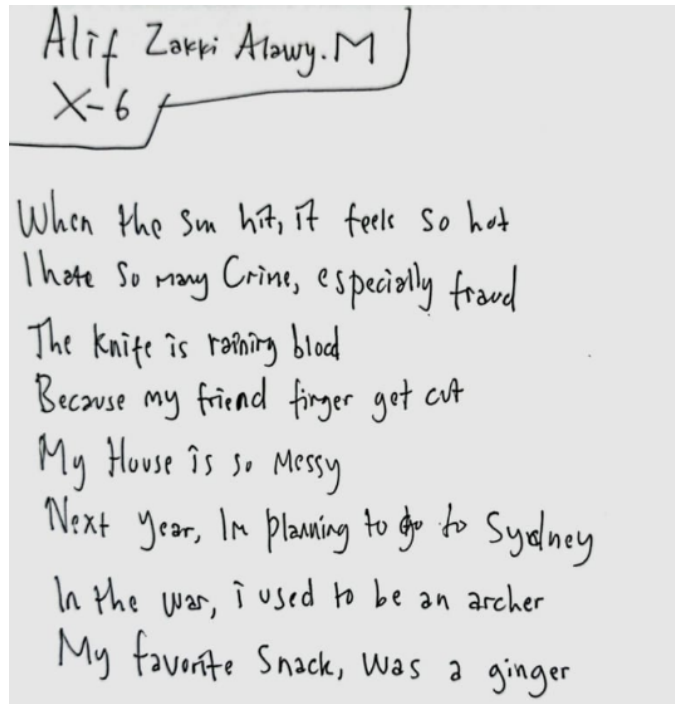 Alif Zakki Alawy.M
X-6
When the sun hit, it feels so hot
I hate so many Crime, especially fraud
The knife is raining blood
Because my friend finger get cut
My House is so Messy
Next year, Im planning to go to Sydney
In the war, i used to be an archer
My favorite Snack, was a ginger